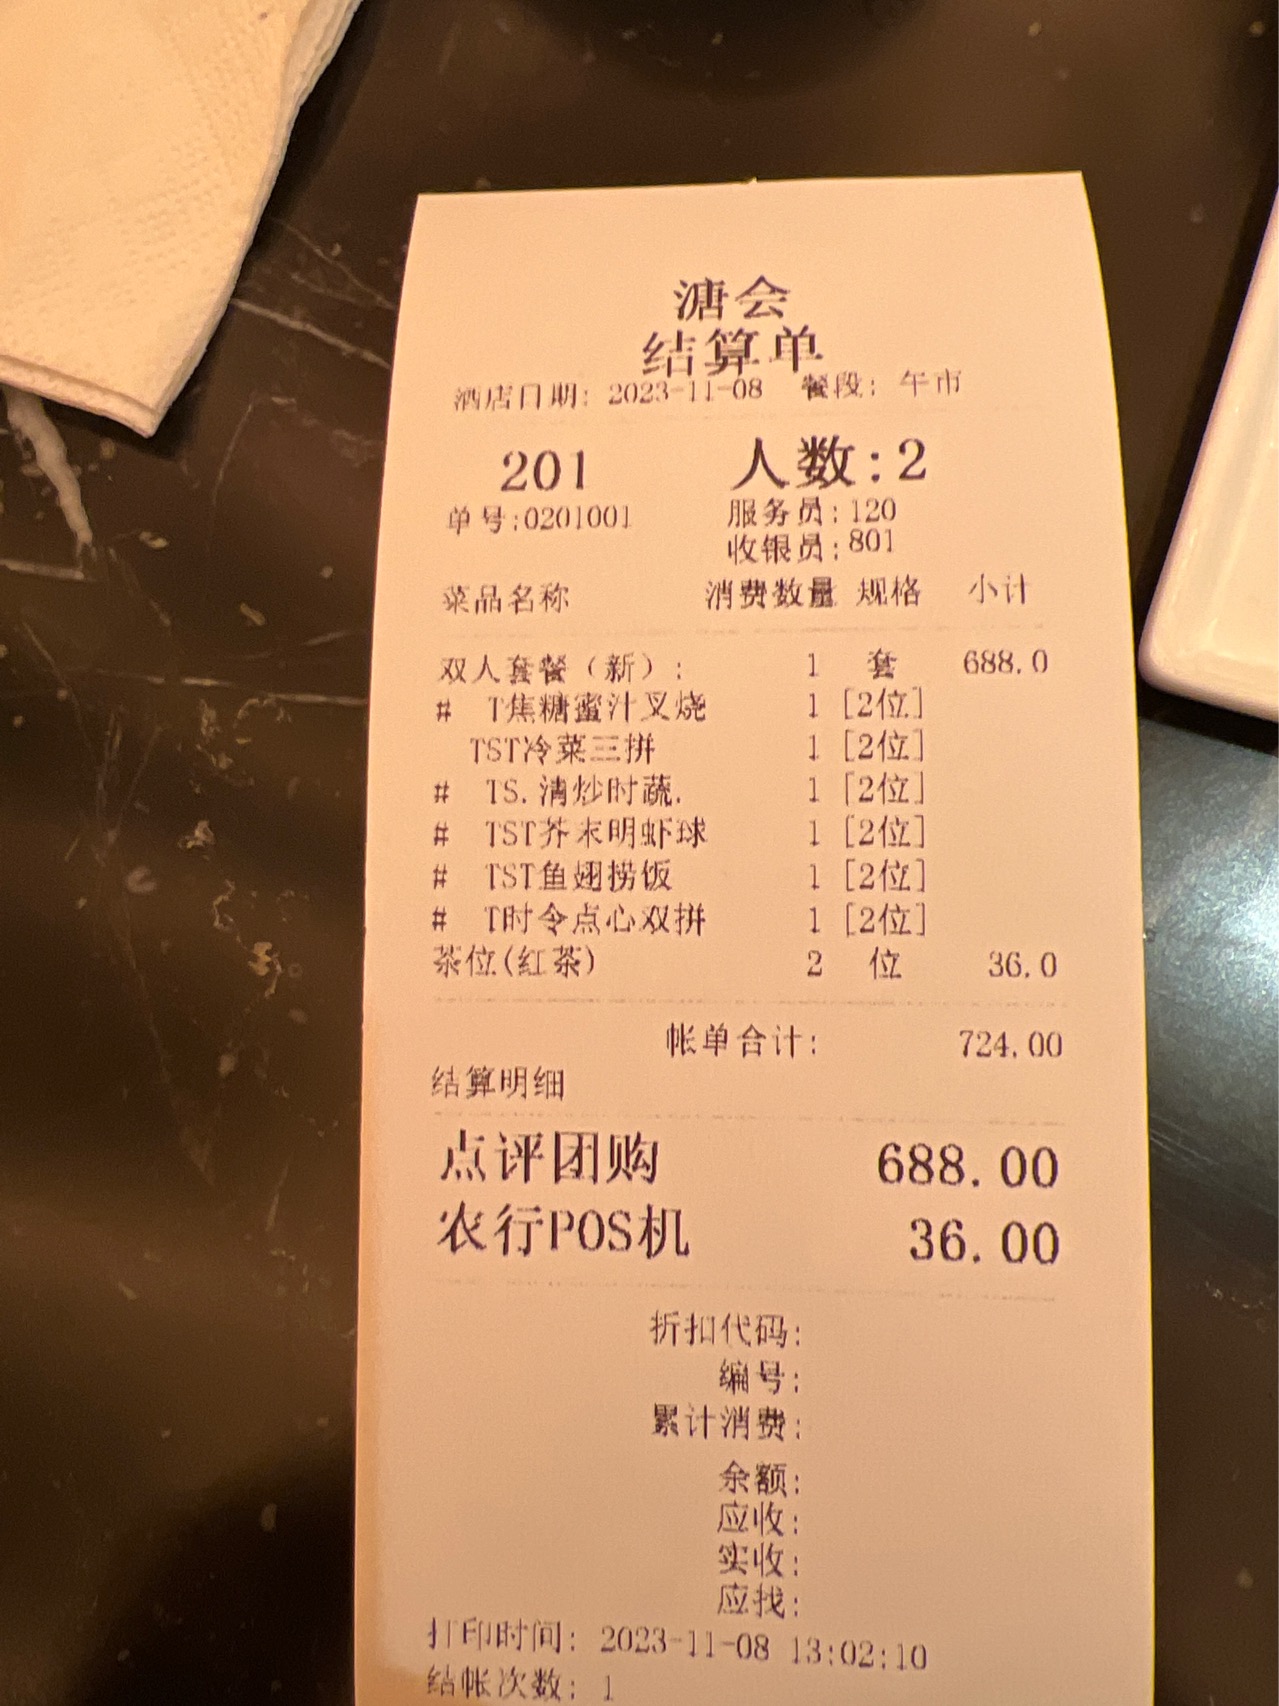 溏会
结算单
酒店日期: 2023-11-08 餐段: 午市
201 人数:2
单号:0201001 服务员:120
收银员:801
菜品名称 消费数量 规格 小计
双人套餐（新）: 1 套 688.0
# T焦糖蜜汁叉烧 1 [2位]
TST冷菜三拼 1 [2位]
# TS.清炒时蔬. 1 [2位]
# TST芥末明虾球 1 [2位]
# TST鱼翅捞饭 1 [2位]
# T时令点心双拼 1 [2位]
茶位(红茶) 2 位 36.0
帐单合计: 724.00
结算明细
点评团购 688.00
农行POS机 36.00
折扣代码:
编号:
累计消费:
余额:
应收:
实收:
应找:
打印时间: 2023-11-08 13:02:10
结帐次数: 1